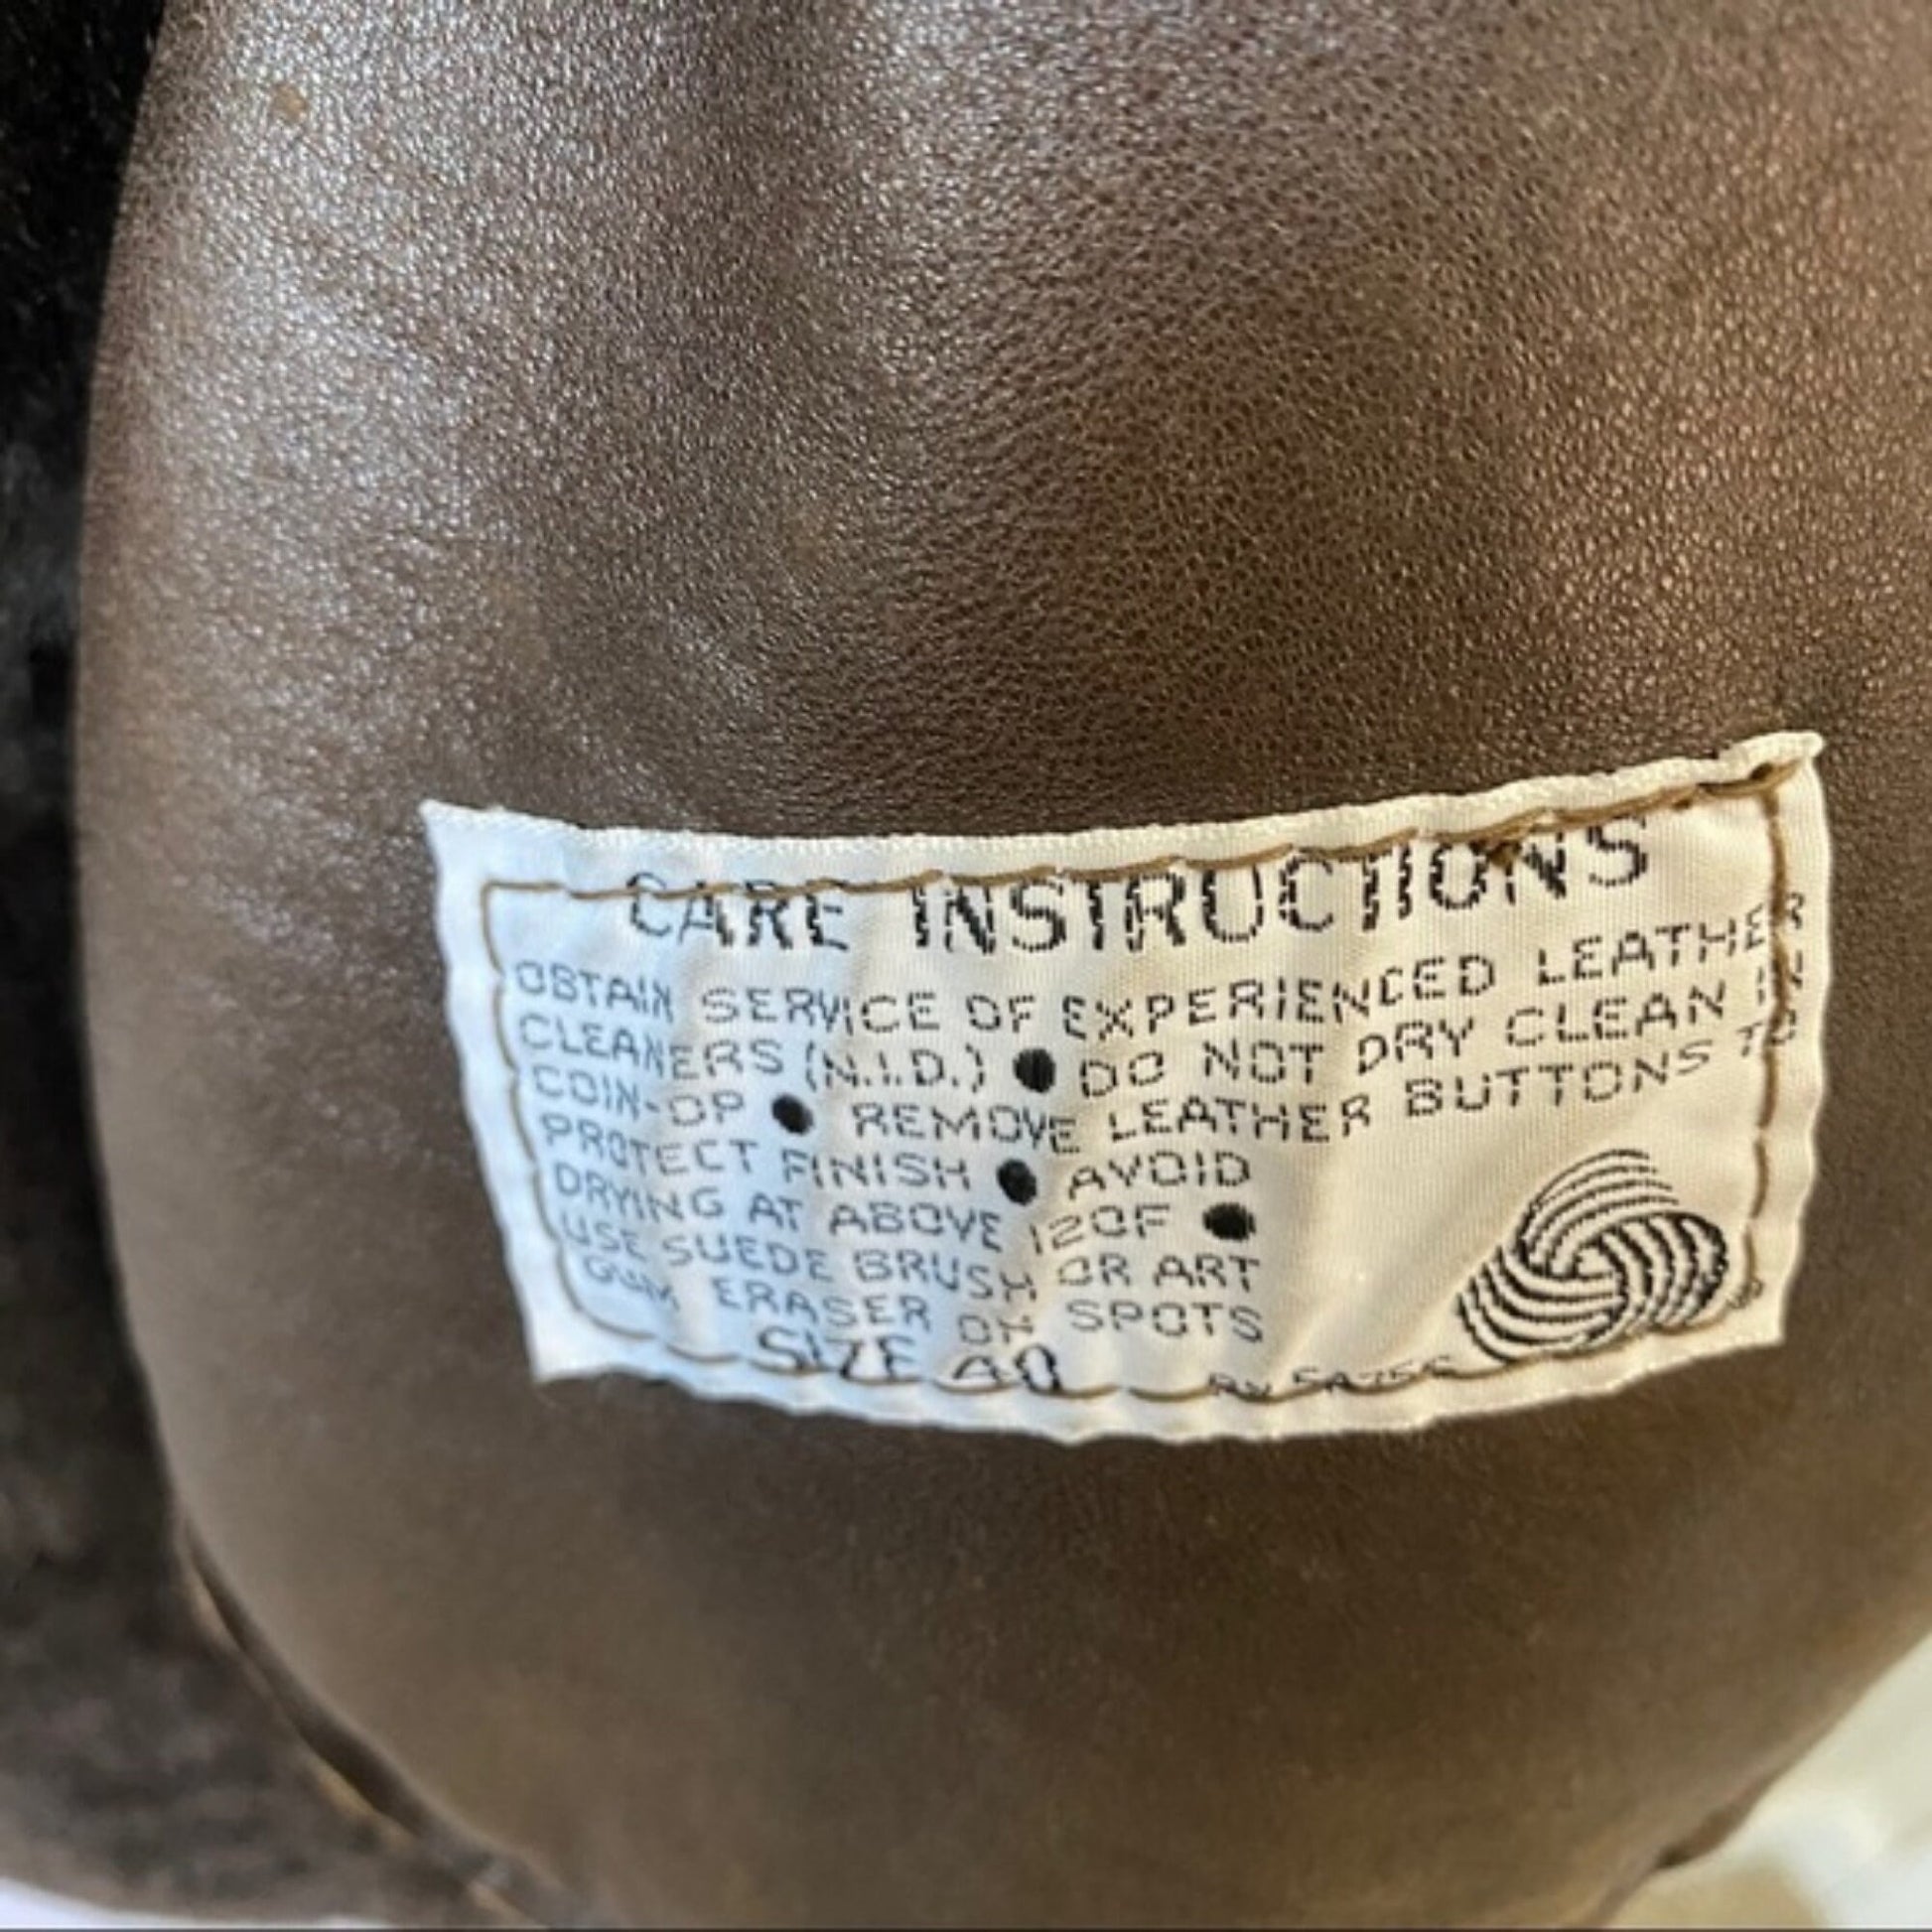 CARE INSTRUCTIONS
OBTAIN SERVICE OF EXPERIENCED LEATHER
CLEANERS (N.I.D.) ● DO NOT DRY CLEAN IN
COIN-OP ● REMOVE LEATHER BUTTONS TO
PROTECT FINISH ● AVOID
DRYING AT ABOVE 120F ●
USE SUEDE BRUSH OR ART
GUM ERASER ON SPOTS
SIZE 40